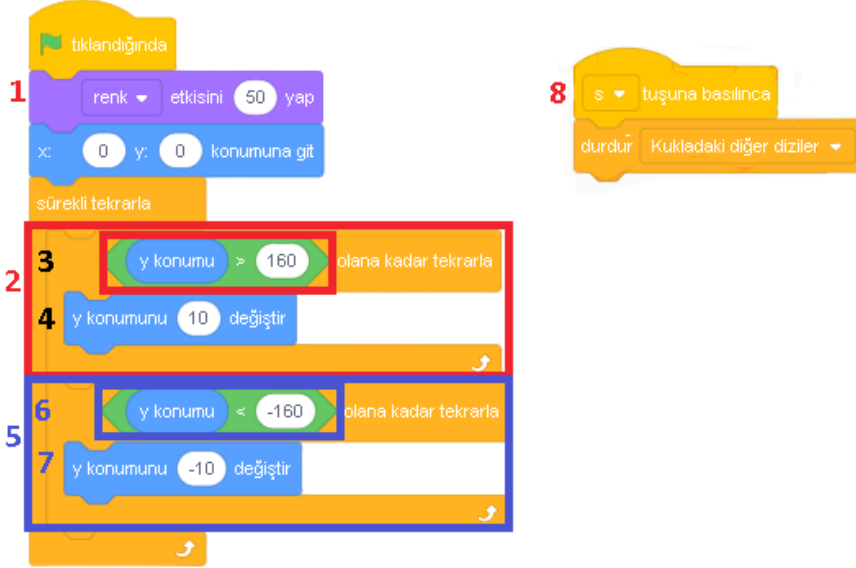 tıklandığında
1 renk etkisini 50 yap
x: 0 y: 0 konumuna git
sürekli tekrarla
2
3 y konumu > 160 olana kadar tekrarla
4 y konumunu 10 değiştir
5
6 y konumu < -160 olana kadar tekrarla
7 y konumunu -10 değiştir
8 s tuşuna basılınca
durdur Kukladaki diğer diziler